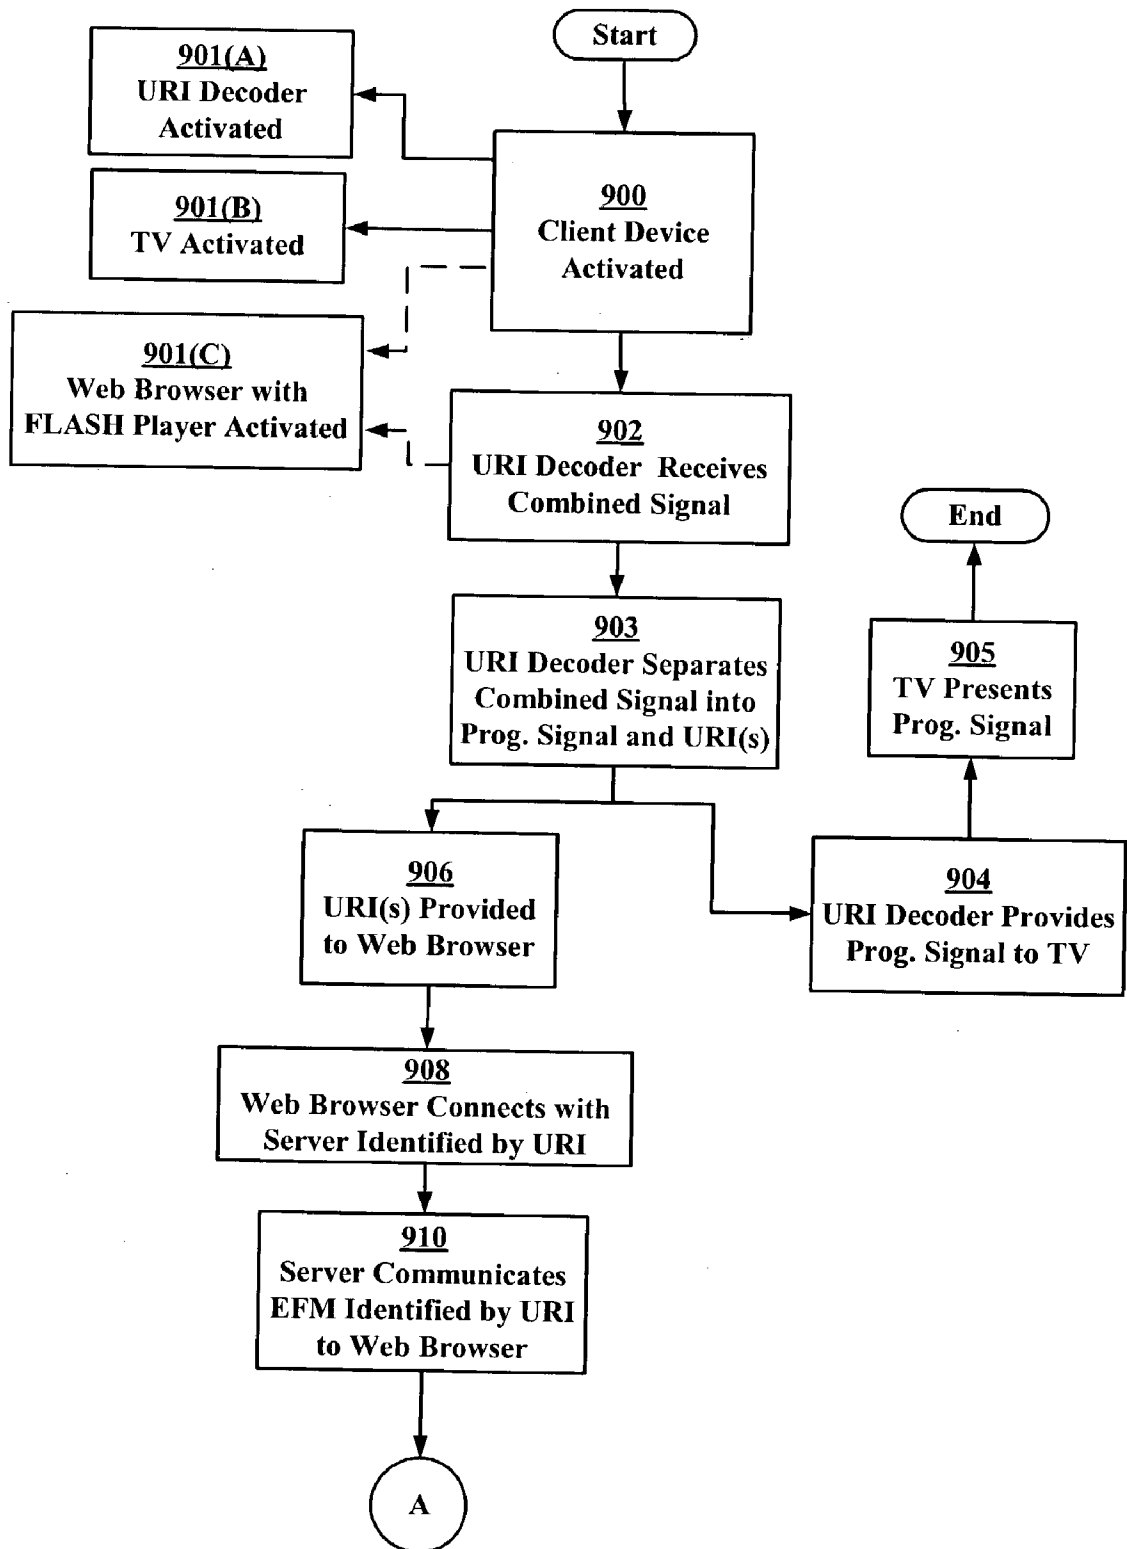 Start
901(A)
URI Decoder
Activated
901(B)
TV Activated
900
Client Device
Activated
901(C)
Web Browser with
FLASH Player Activated
902
URI Decoder Receives
Combined Signal
End
903
URI Decoder Separates
Combined Signal into
Prog. Signal and URI(s)
905
TV Presents
Prog. Signal
906
URI(s) Provided
to Web Browser
904
URI Decoder Provides
Prog. Signal to TV
908
Web Browser Connects with
Server Identified by URI
910
Server Communicates
EFM Identified by URI
to Web Browser
A